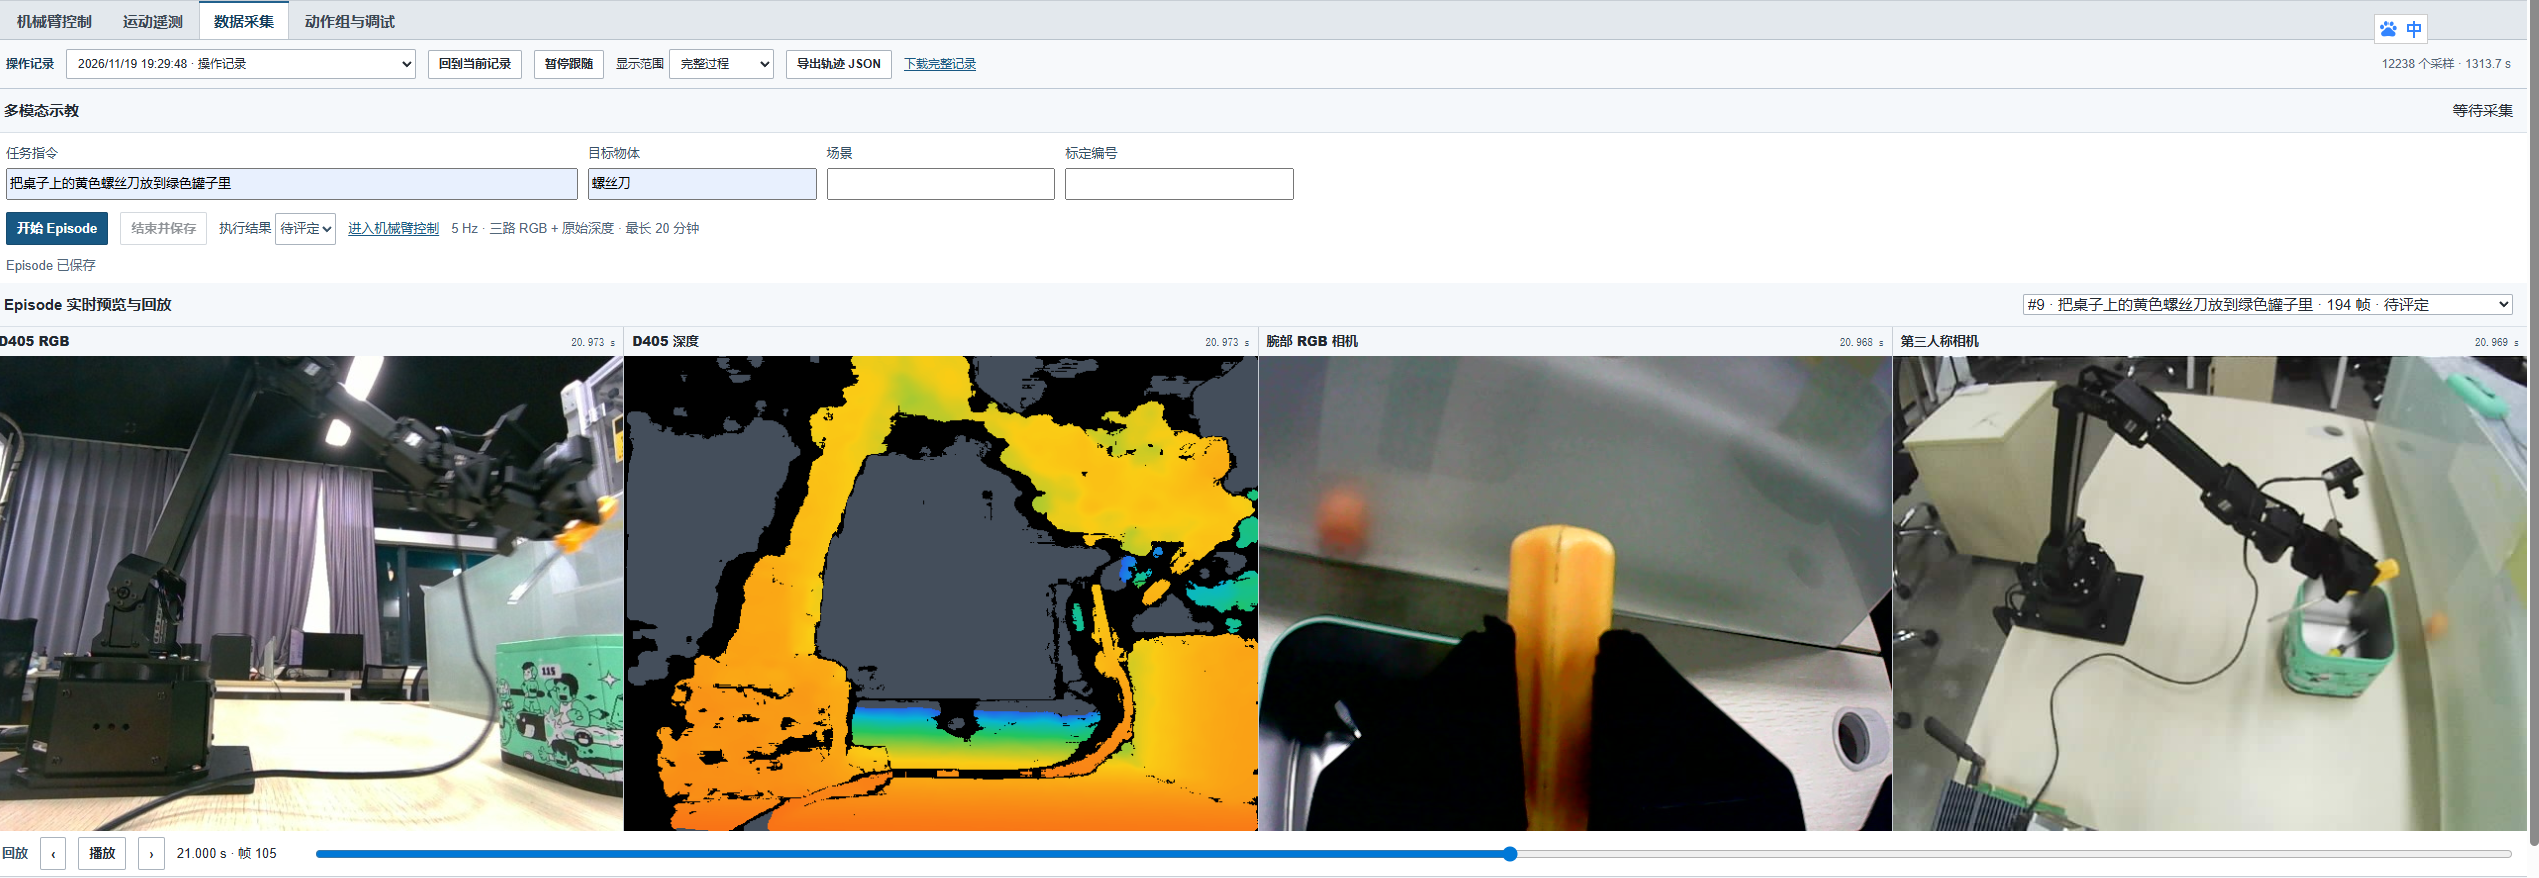 机械臂控制 运动遥测 数据采集 动作组与调试
中
操作记录 2026/11/19 19:29:48 · 操作记录 回到当前记录 暂停跟随 显示范围 完整过程 导出轨迹 JSON 下载完整记录 12238 个采样 · 1313.7 s
多模态示教 等待采集
任务指令 目标物体 场景 标定编号
把桌子上的黄色螺丝刀放到绿色罐子里 螺丝刀
开始 Episode 结束并保存 执行结果 待评定 进入机械臂控制 5 Hz · 三路 RGB + 原始深度 · 最长 20 分钟
Episode 已保存
Episode 实时预览与回放 #9 · 把桌子上的黄色螺丝刀放到绿色罐子里 · 194 帧 · 待评定
D405 RGB 20.973 s D405 深度 20.973 s 腕部 RGB 相机 20.968 s 第三人称相机 20.969 s
回放 ‹ 播放 › 21.000 s · 帧 105